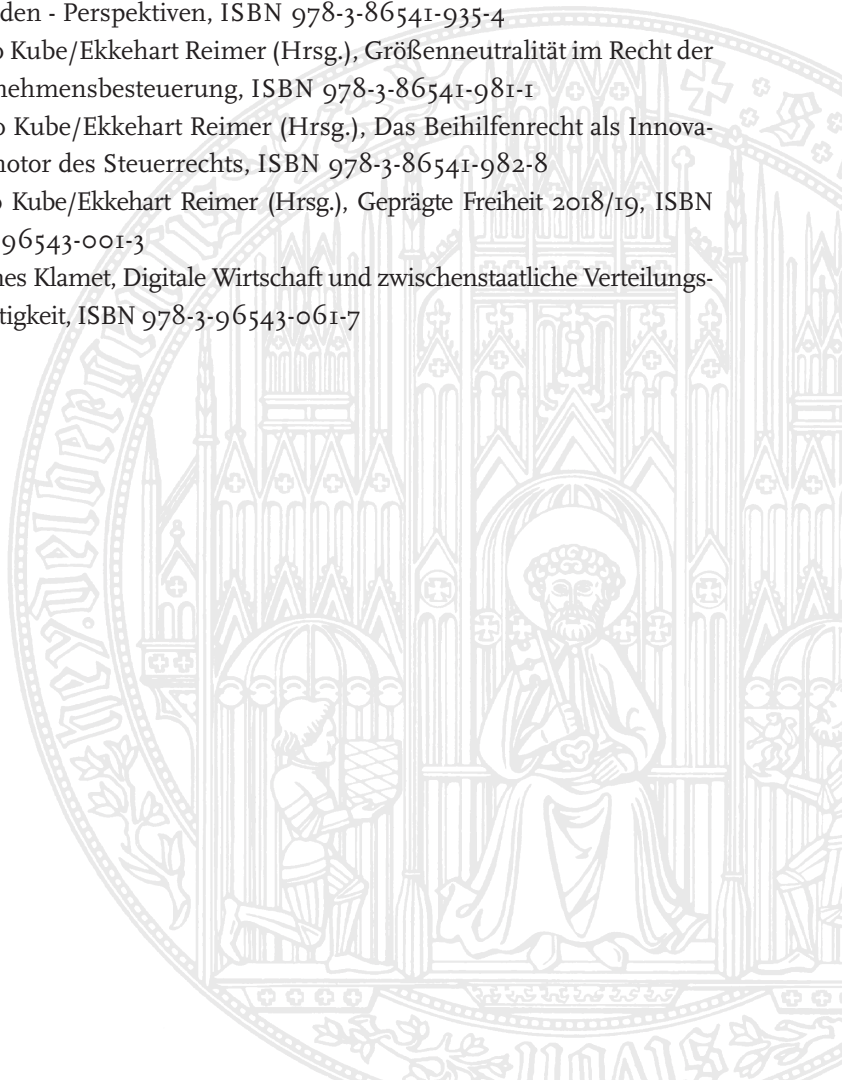 den - Perspektiven, ISBN 978-3-86541-935-4
Kube/Ekkehart Reimer (Hrsg.), Größenneutralität im Recht der
nehmensbesteuerung, ISBN 978-3-86541-981-1
Kube/Ekkehart Reimer (Hrsg.), Das Beihilfenrecht als Innova-
motor des Steuerrechts, ISBN 978-3-86541-982-8
Kube/Ekkehart Reimer (Hrsg.), Geprägte Freiheit 2018/19, ISBN
96543-001-3
nes Klamet, Digitale Wirtschaft und zwischenstaatliche Verteilungs-
tigkeit, ISBN 978-3-96543-061-7